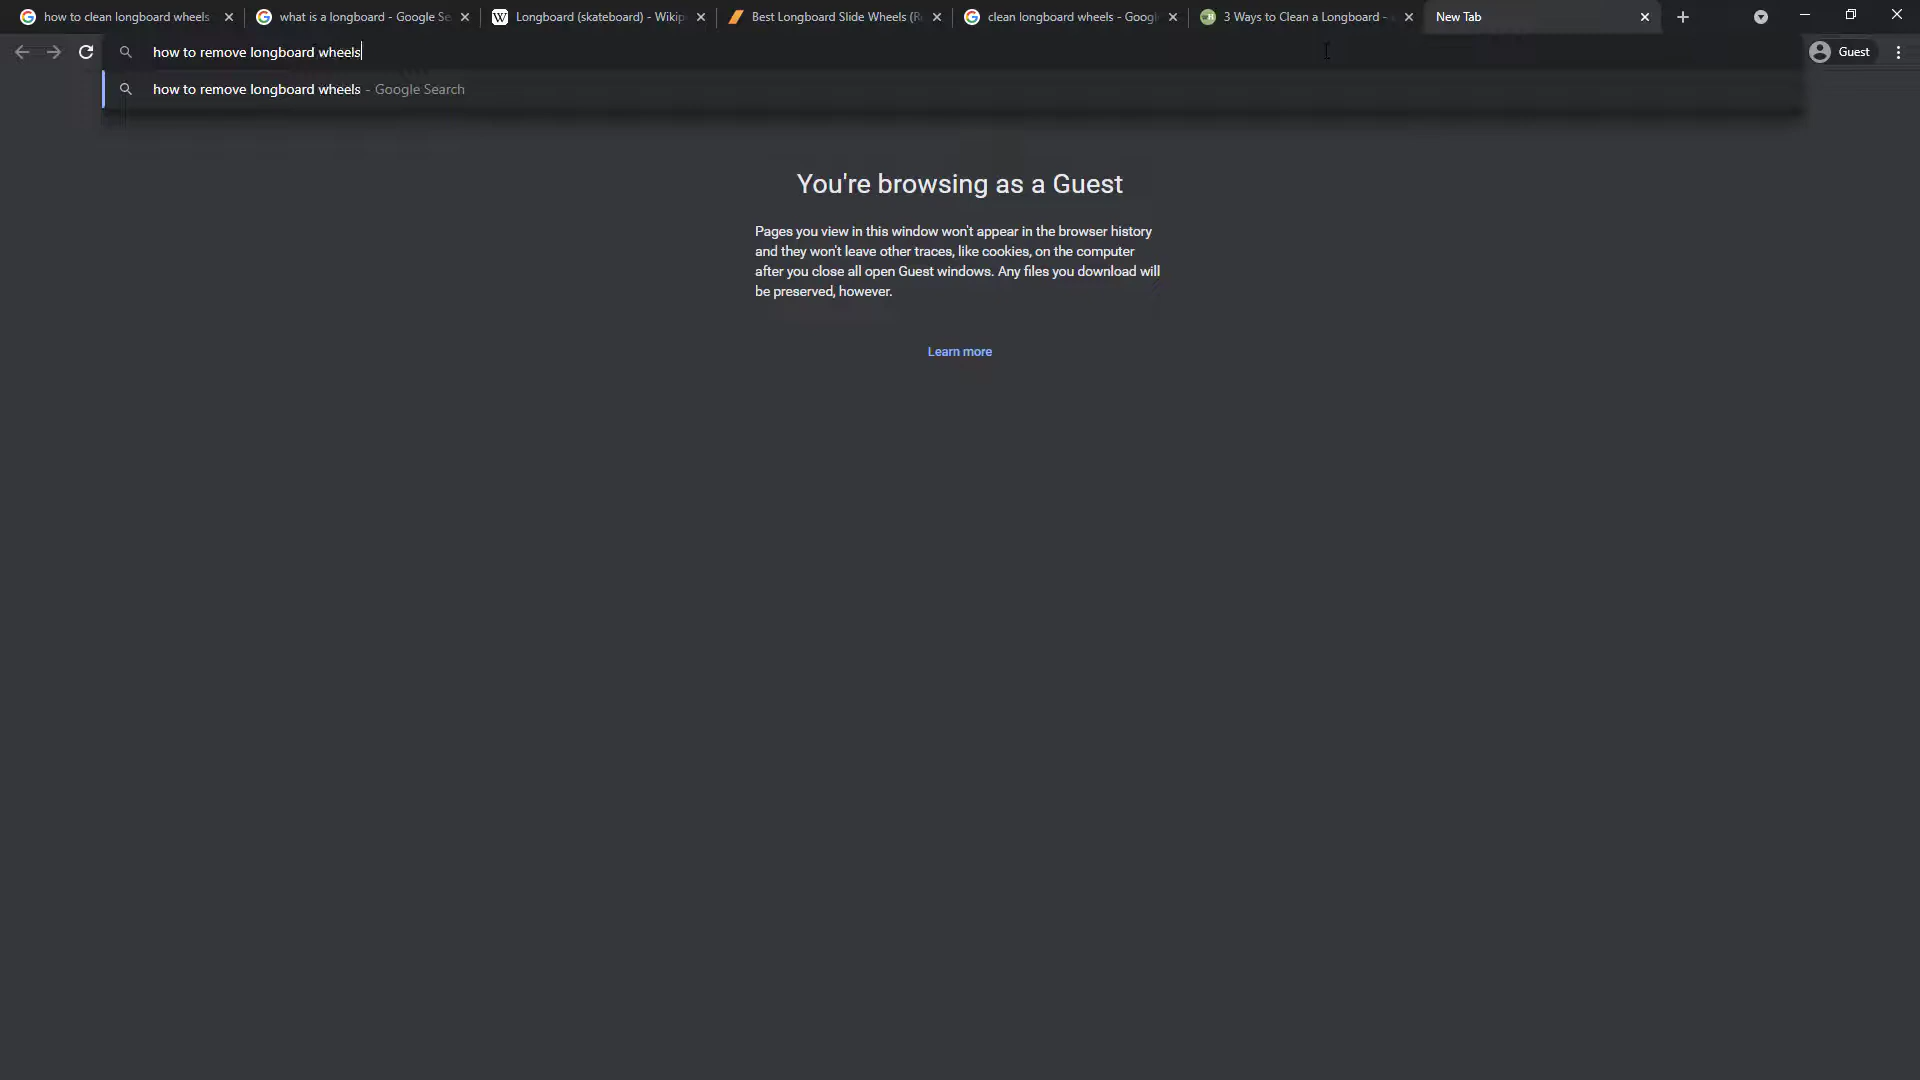 how to clean longboard wheels
what is a longboard - Google Se
Longboard (skateboard) - Wikip
Best Longboard Slide Wheels (R
clean longboard wheels - Googl
3 Ways to Clean a Longboard -
New Tab
how to remove longboard wheels
Guest
how to remove longboard wheels - Google Search
You're browsing as a Guest
Pages you view in this window won't appear in the browser history
and they won't leave other traces, like cookies, on the computer
after you close all open Guest windows. Any files you download will
be preserved, however.
Learn more